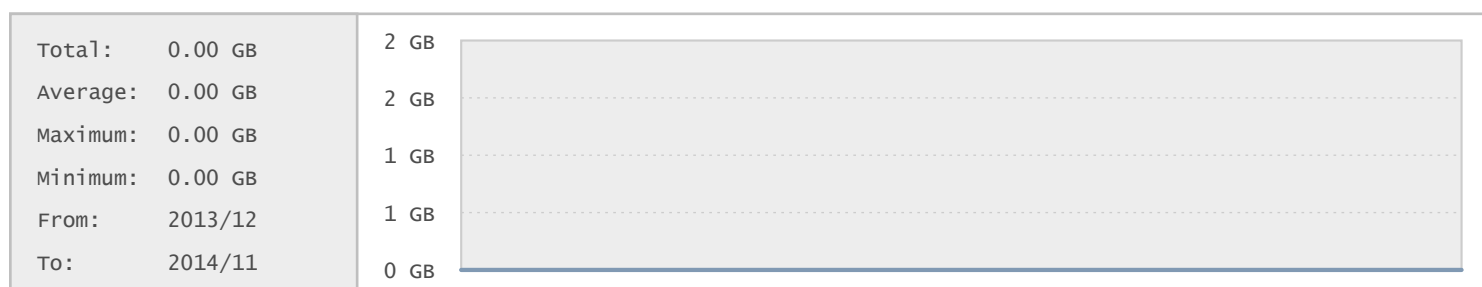 Total: 0.00 GB
Average: 0.00 GB
Maximum: 0.00 GB
Minimum: 0.00 GB
From: 2013/12
To: 2014/11
2 GB
2 GB
1 GB
1 GB
0 GB